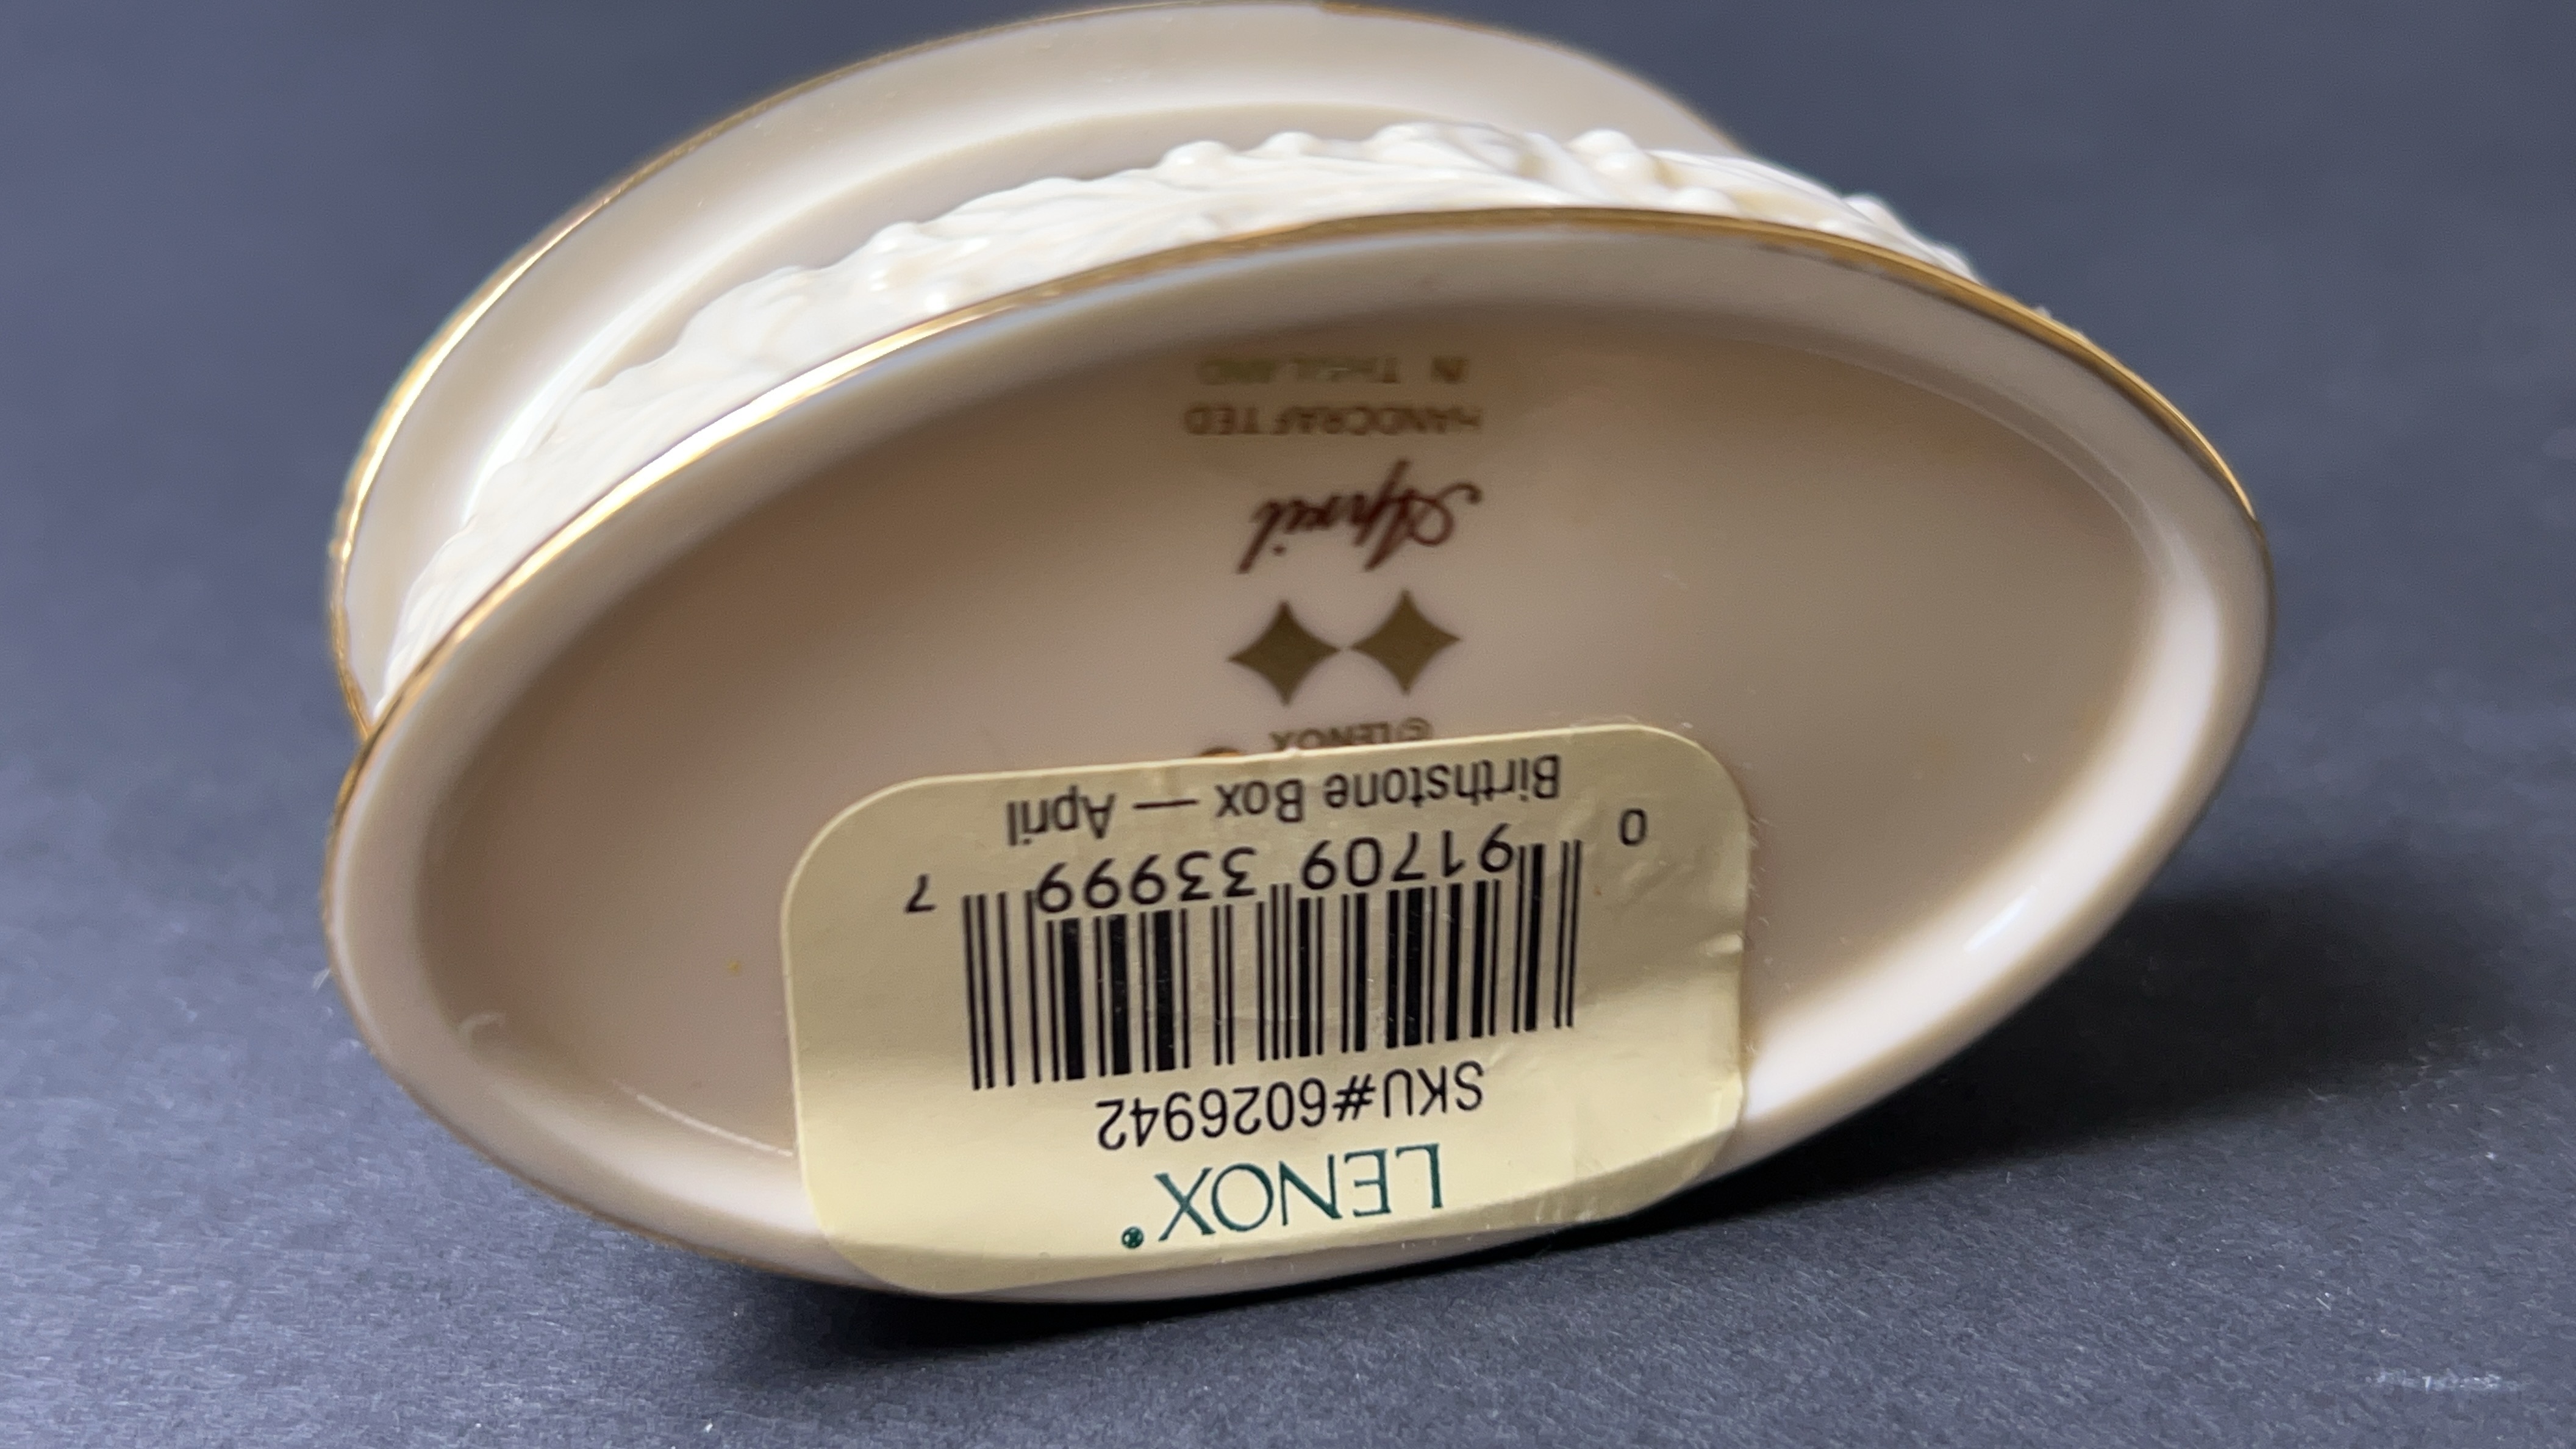 LENOX®
SKU#6026942
0 91709 33999 7
Birthstone Box — April
©LENOX
April
HANDCRAFTED
IN THAILAND